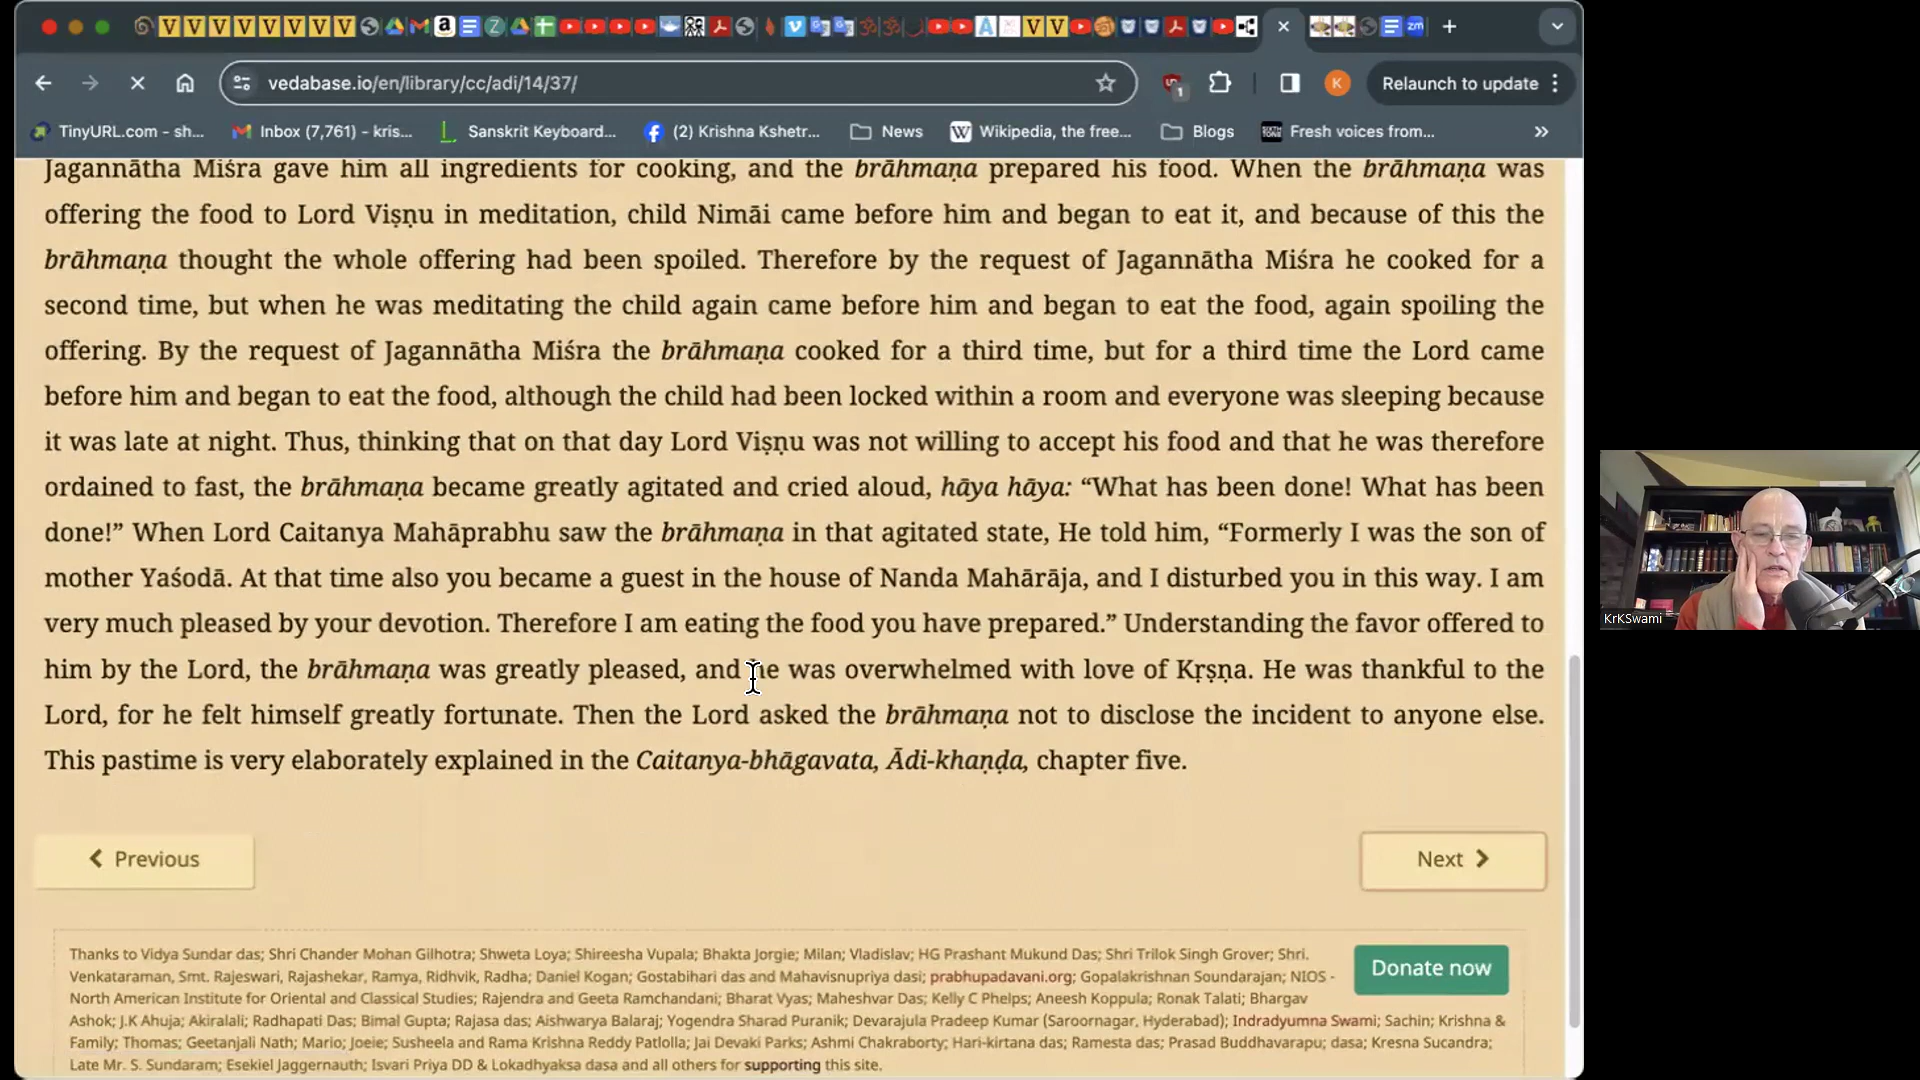 vedabase.io/en/library/cc/adi/14/37/
Relaunch to update
TinyURL.com - sh...
Inbox (7,761) - kris...
Sanskrit Keyboard...
(2) Krishna Kshetr...
News
Wikipedia, the free...
Blogs
Fresh voices from...
Jagannātha Miśra gave him all ingredients for cooking, and the brāhmaṇa prepared his food. When the brāhmaṇa was
offering the food to Lord Viṣṇu in meditation, child Nimāi came before him and began to eat it, and because of this the
brāhmaṇa thought the whole offering had been spoiled. Therefore by the request of Jagannātha Miśra he cooked for a
second time, but when he was meditating the child again came before him and began to eat the food, again spoiling the
offering. By the request of Jagannātha Miśra the brāhmaṇa cooked for a third time, but for a third time the Lord came
before him and began to eat the food, although the child had been locked within a room and everyone was sleeping because
it was late at night. Thus, thinking that on that day Lord Viṣṇu was not willing to accept his food and that he was therefore
ordained to fast, the brāhmaṇa became greatly agitated and cried aloud, hāya hāya: “What has been done! What has been
done!” When Lord Caitanya Mahāprabhu saw the brāhmaṇa in that agitated state, He told him, “Formerly I was the son of
mother Yaśodā. At that time also you became a guest in the house of Nanda Mahārāja, and I disturbed you in this way. I am
very much pleased by your devotion. Therefore I am eating the food you have prepared.” Understanding the favor offered to
him by the Lord, the brāhmaṇa was greatly pleased, and he was overwhelmed with love of Kṛṣṇa. He was thankful to the
Lord, for he felt himself greatly fortunate. Then the Lord asked the brāhmaṇa not to disclose the incident to anyone else.
This pastime is very elaborately explained in the Caitanya-bhāgavata, Ādi-khaṇḍa, chapter five.
Previous
Next
Thanks to Vidya Sundar das; Shri Chander Mohan Gilhotra; Shweta Loya; Shireesha Vupala; Bhakta Jorgie; Milan; Vladislav; HG Prashant Mukund Das; Shri Trilok Singh Grover; Shri.
Venkataraman, Smt. Rajeswari, Rajashekar, Ramya, Ridhvik, Radha; Daniel Kogan; Gostabihari das and Mahavisnupriya dasi; prabhupadavani.org; Gopalakrishnan Soundarajan; NIOS -
North American Institute for Oriental and Classical Studies; Rajendra and Geeta Ramchandani; Bharat Vyas; Maheshvar Das; Kelly C Phelps; Aneesh Koppula; Ronak Talati; Bhargav
Ashok; J.K Ahuja; Akiralali; Radhapati Das; Bimal Gupta; Rajasa das; Aishwarya Balaraj; Yogendra Sharad Puranik; Devarajula Pradeep Kumar (Saroornagar, Hyderabad); Indradyumna Swami; Sachin; Krishna &
Family; Thomas; Geetanjali Nath; Mario; Joeie; Susheela and Rama Krishna Reddy Patlolla; Jai Devaki Parks; Ashmi Chakraborty; Hari-kirtana das; Ramesta das; Prasad Buddhavarapu; dasa; Kresna Sucandra;
Late Mr. S. Sundaram; Esekiel Jaggernauth; Isvari Priya DD & Lokadhyaksa dasa and all others for supporting this site.
Donate now
KrKSwami